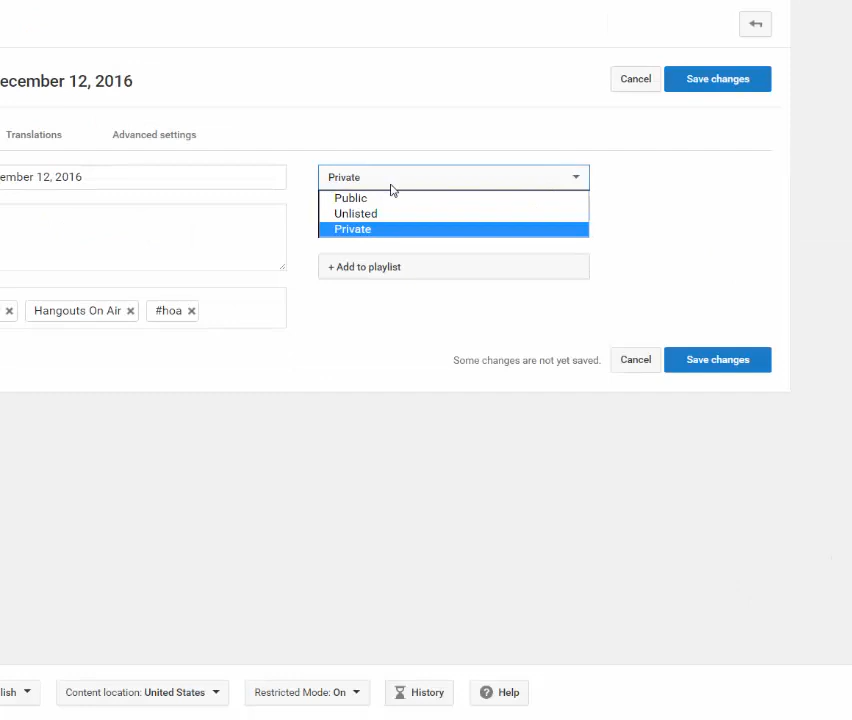 ecember 12, 2016
Cancel
Save changes
Translations
Advanced settings
ember 12, 2016
Private
Public
Unlisted
Private
+ Add to playlist
Hangouts On Air
#hoa
Some changes are not yet saved.
Cancel
Save changes
lish
Content location: United States
Restricted Mode: On
History
Help